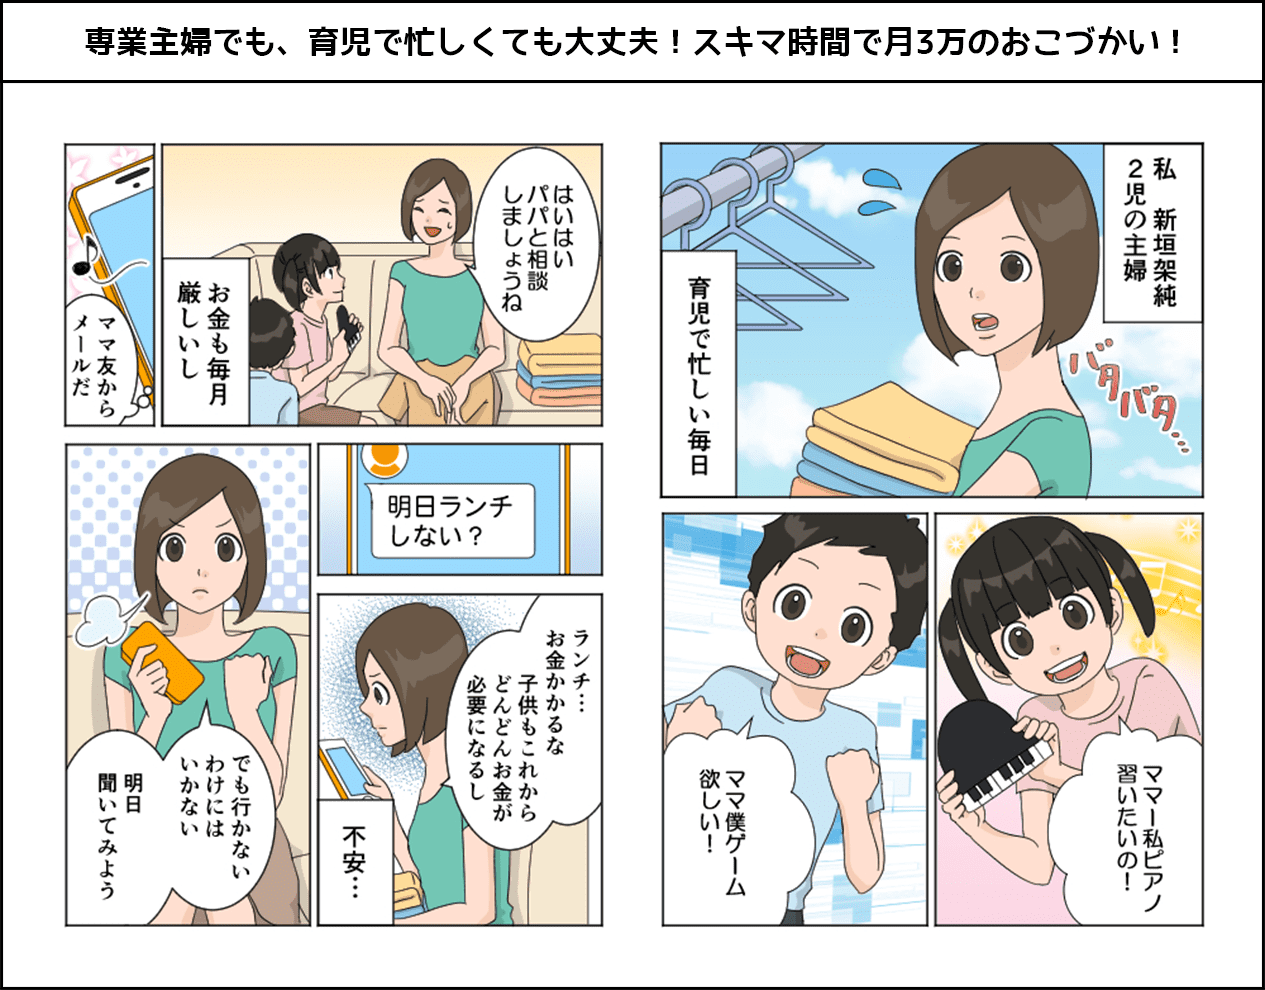 専業主婦でも、育児で忙しくても大丈夫！スキマ時間で月3万のおこづかい！
私　新垣架純
２児の主婦
バタバタ…
育児で忙しい毎日
ママー私ピアノ
習いたいの！
ママ僕ゲーム
欲しい！
はいはい
パパと相談
しましょうね
お金も毎月
厳しいし
ママ友から
メールだ
明日ランチ
しない？
ランチ…
お金かかるな
子供もこれから
どんどんお金が
必要になるし
不安…
でも行かない
わけには
いかない
明日
聞いてみよう